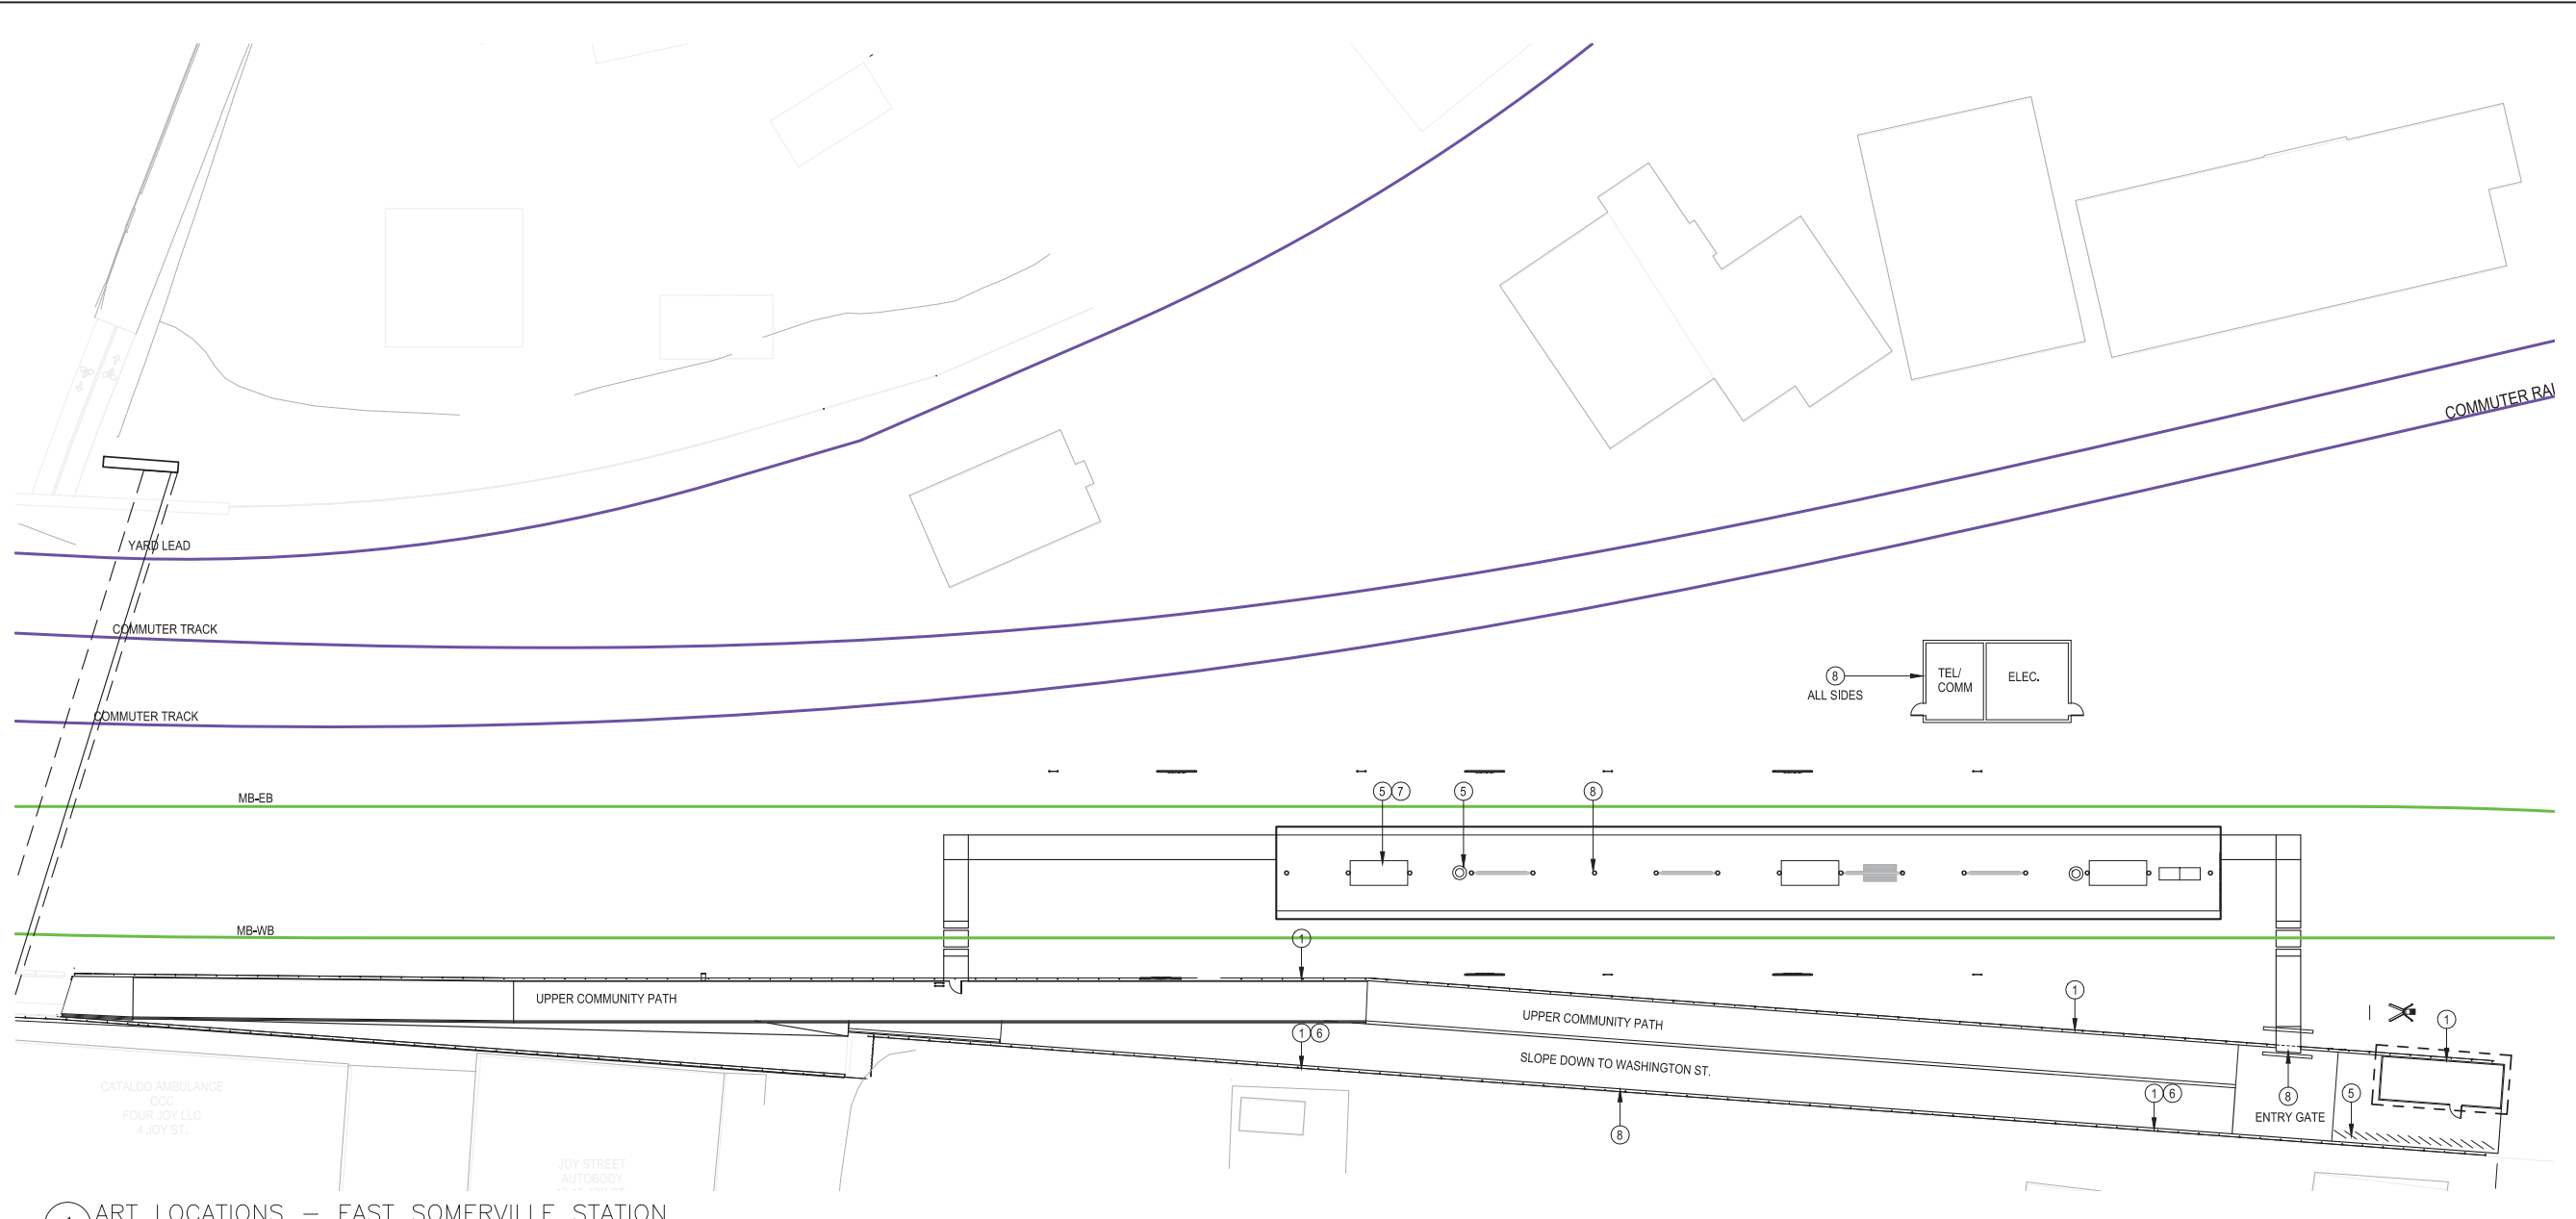 COMMUTER RAI
YARD LEAD
COMMUTER TRACK
8
ALL SIDES
TEL/
COMM
ELEC.
COMMUTER TRACK
MB-EB
5 7
5
8
MB-WB
1
UPPER COMMUNITY PATH
1
UPPER COMMUNITY PATH
1
1 6
SLOPE DOWN TO WASHINGTON ST.
CATALDO AMBULANCE
CCC
FOUR JOY LLC
4 JOY ST.
1 6
8
ENTRY GATE
5
8
JOY STREET
AUTOBODY
ART LOCATIONS – EAST SOMERVILLE STATION